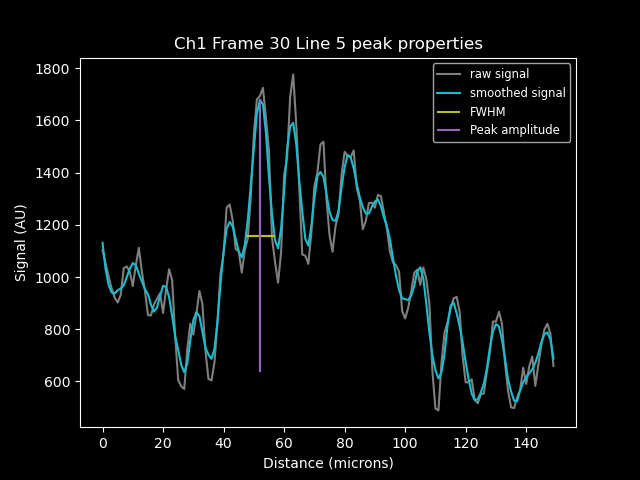 Ch1 Frame 30 Line 5 peak properties
raw signal
smoothed signal
FWHM
Peak amplitude
Signal (AU)
1800
1600
1400
1200
1000
800
600
0 20 40 60 80 100 120 140
Distance (microns)